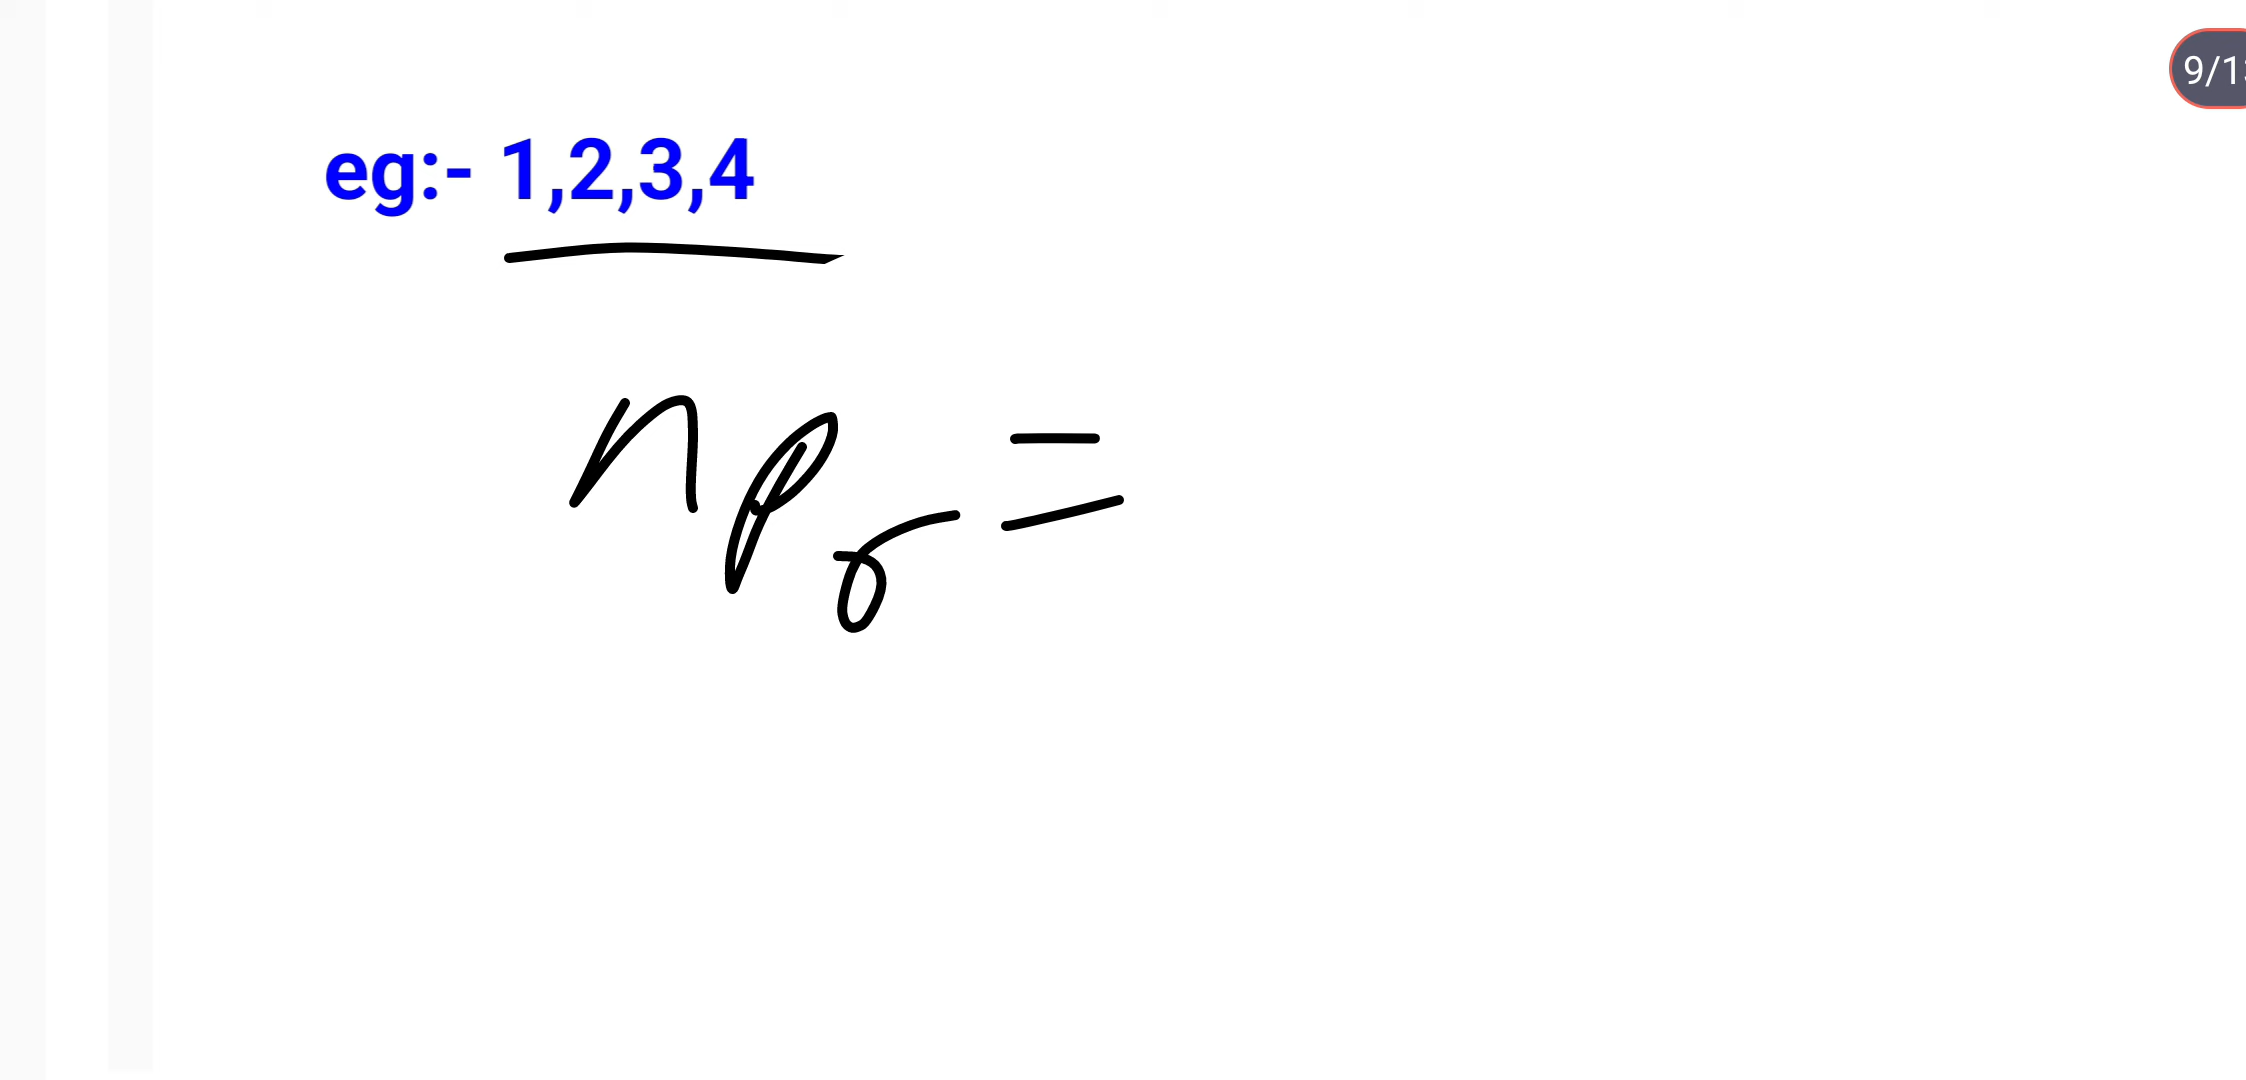 9/1
eg:- 1,2,3,4
nPr =